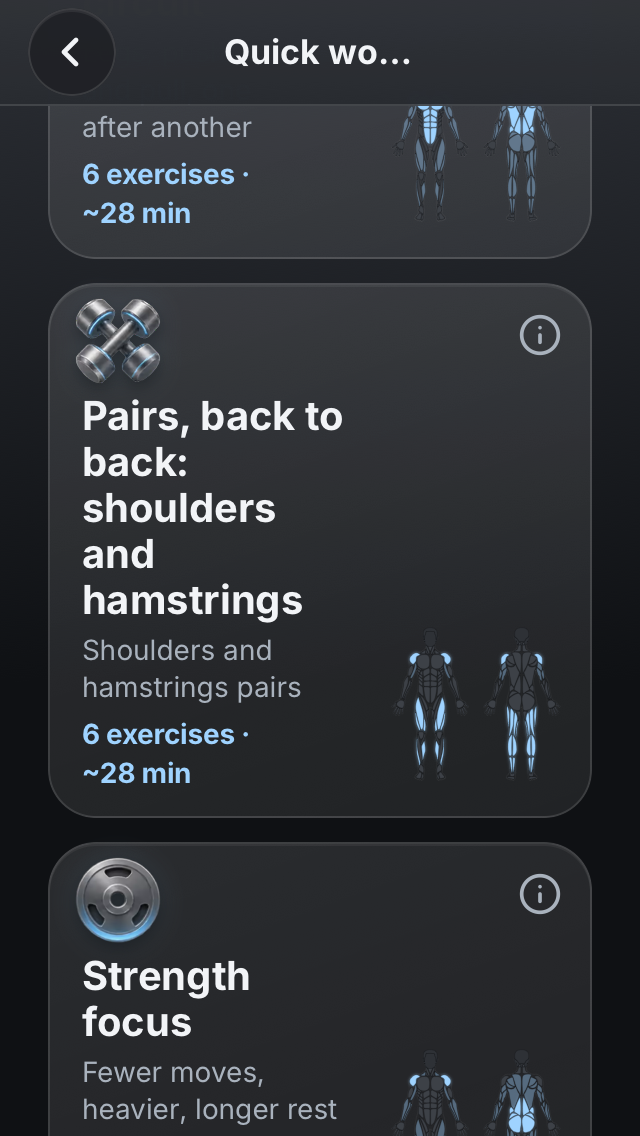 Quick wo...
after another
6 exercises ·
~28 min
Pairs, back to
back:
shoulders
and
hamstrings
Shoulders and
hamstrings pairs
6 exercises ·
~28 min
Strength
focus
Fewer moves,
heavier, longer rest